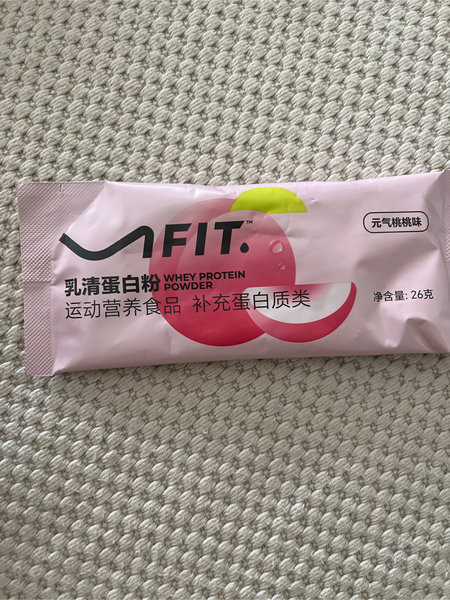 FIT.™
元气桃桃味
乳清蛋白粉 WHEY PROTEIN
POWDER
运动营养食品 补充蛋白质类
净含量: 26克